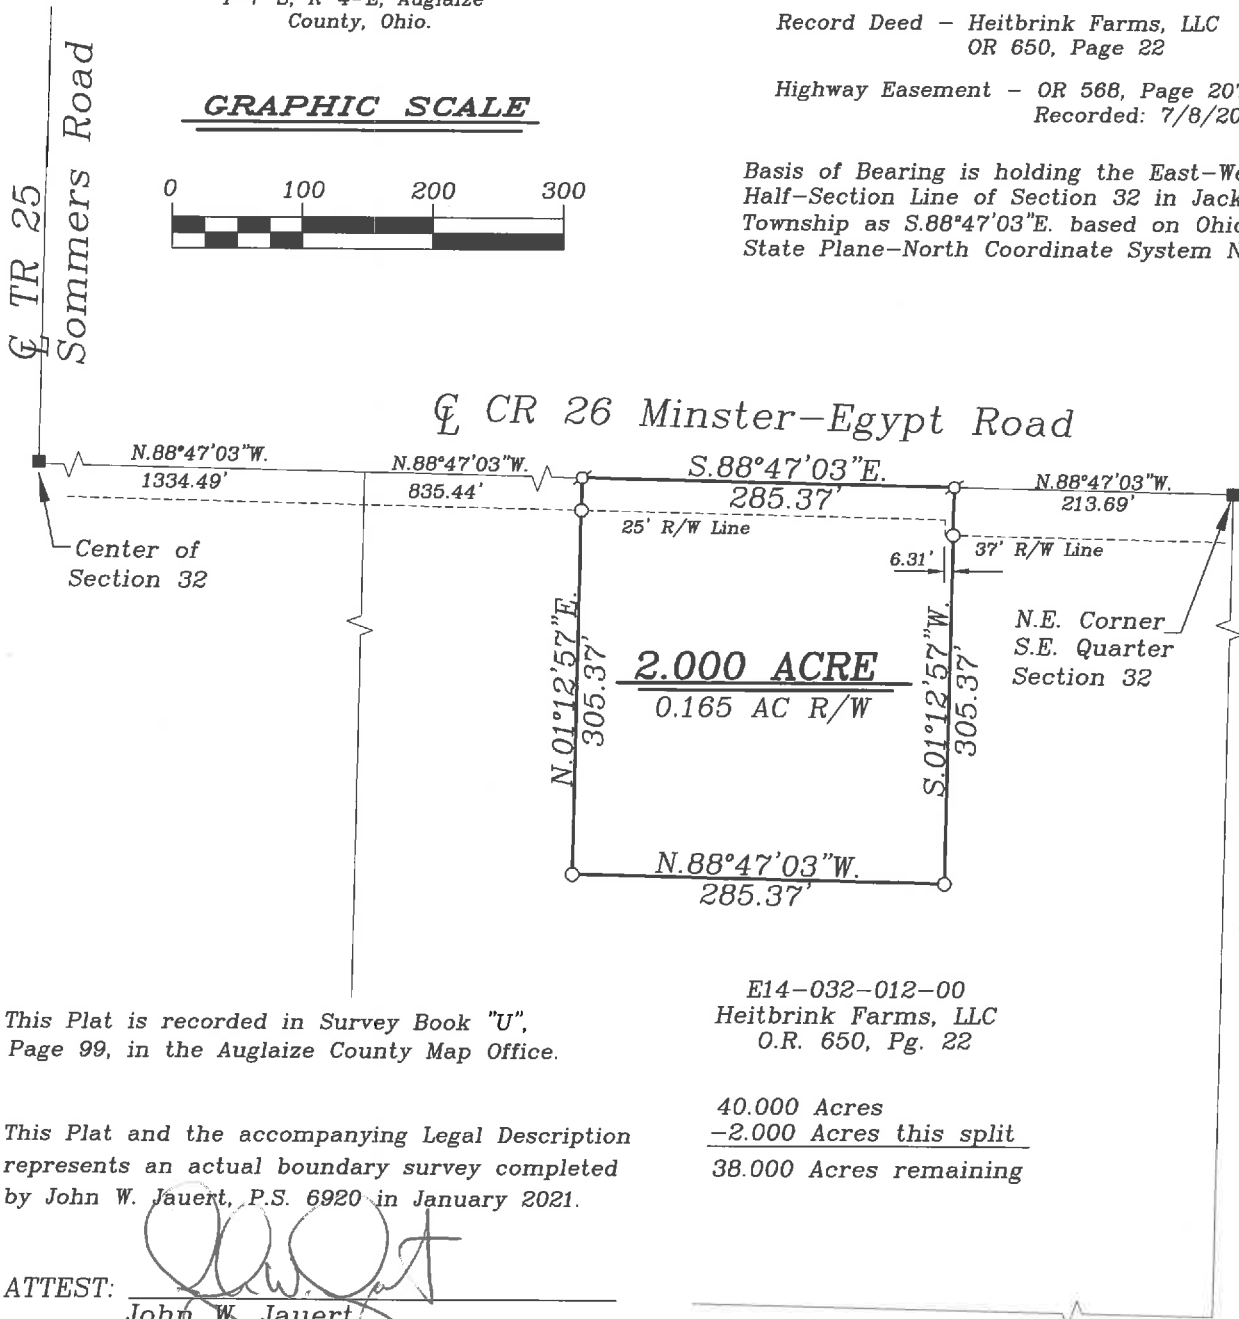 County, Ohio.
Record Deed – Heitbrink Farms, LLC
OR 650, Page 22
Highway Easement – OR 568, Page
Recorded: 7/8/20
GRAPHIC SCALE
0 100 200 300
Basis of Bearing is holding the East–We
Half–Section Line of Section 32 in Jack
Township as S.88°47'03"E. based on Ohio
State Plane–North Coordinate System N
℄ TR 25
Sommers Road
℄ CR 26 Minster–Egypt Road
N.88°47'03"W.
1334.49'
N.88°47'03"W.
835.44'
S.88°47'03"E.
285.37'
N.88°47'03"W.
213.69'
25' R/W Line
6.31'
37' R/W Line
Center of
Section 32
N.E. Corner
S.E. Quarter
Section 32
N.01°12'57"E.
305.37'
2.000 ACRE
0.165 AC R/W
S.01°12'57"W.
305.37'
N.88°47'03"W.
285.37'
E14–032–012–00
Heitbrink Farms, LLC
O.R. 650, Pg. 22
This Plat is recorded in Survey Book "U",
Page 99, in the Auglaize County Map Office.
40.000 Acres
–2.000 Acres this split
38.000 Acres remaining
This Plat and the accompanying Legal Description
represents an actual boundary survey completed
by John W. Jauert, P.S. 6920 in January 2021.
ATTEST:
John W. Jauert